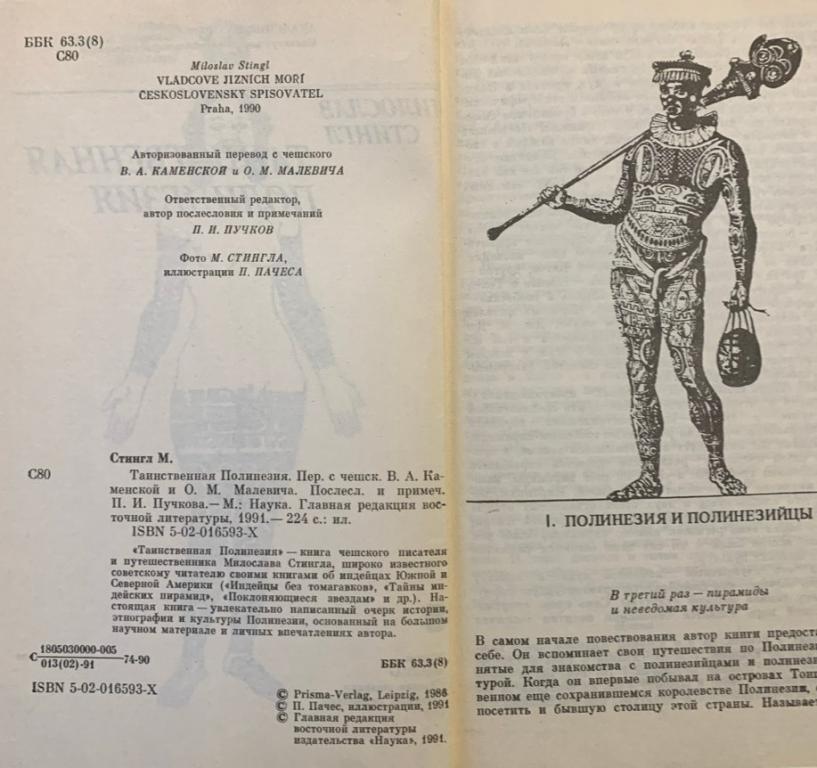 ББК 63.3(8)
С80
Miloslav Stingl
VLADCOVE JIZNÍCH MOŘÍ
ČESKOSLOVENSKÝ SPISOVATEL
Praha, 1990
Авторизованный перевод с чешского
В. А. КАМЕНСКОЙ и О. М. МАЛЕВИЧА
Ответственный редактор,
автор послесловия и примечаний
П. И. ПУЧКОВ
Фото М. СТИНГЛА,
иллюстрации П. ПАЧЕСА
Стингл М.
С80
Таинственная Полинезия. Пер. с чешск. В. А. Ка-
менской и О. М. Малевича. Послесл. и примеч.
П. И. Пучкова.— М.: Наука. Главная редакция вос-
точной литературы, 1991.— 224 с.: ил.
ISBN 5-02-016593-X
«Таинственная Полинезия» — книга чешского писателя
и путешественника Милослава Стингла, широко известного
советскому читателю своими книгами об индейцах Южной и
Северной Америки («Индейцы без томагавков», «Тайны ин-
дейских пирамид», «Поклоняющиеся звездам» и др.). На-
стоящая книга — увлекательно написанный очерк истории,
этнографии и культуры Полинезии, основанный на большом
научном материале и личных впечатлениях автора.
С 1805030000-005
013(02)-91 74-90
ББК 63.3(8)
ISBN 5-02-016593-X
© Prisma-Verlag, Leipzig, 1986
© П. Пачес, иллюстрации, 1991
© Главная редакция
восточной литературы
издательства «Наука», 1991.
I. ПОЛИНЕЗИЯ И ПОЛИНЕЗИЙЦЫ
В третий раз — пирамиды
и неведомая культура
В самом начале повествования автор книги предоста
себе. Он вспоминает свои путешествия по Полинези
нятые для знакомства с полинезийцами и полинези
турой. Когда он впервые побывал на островах Тонг
венном еще сохранившемся королевстве Полинезии,
посетить и бывшую столицу этой страны. Называет